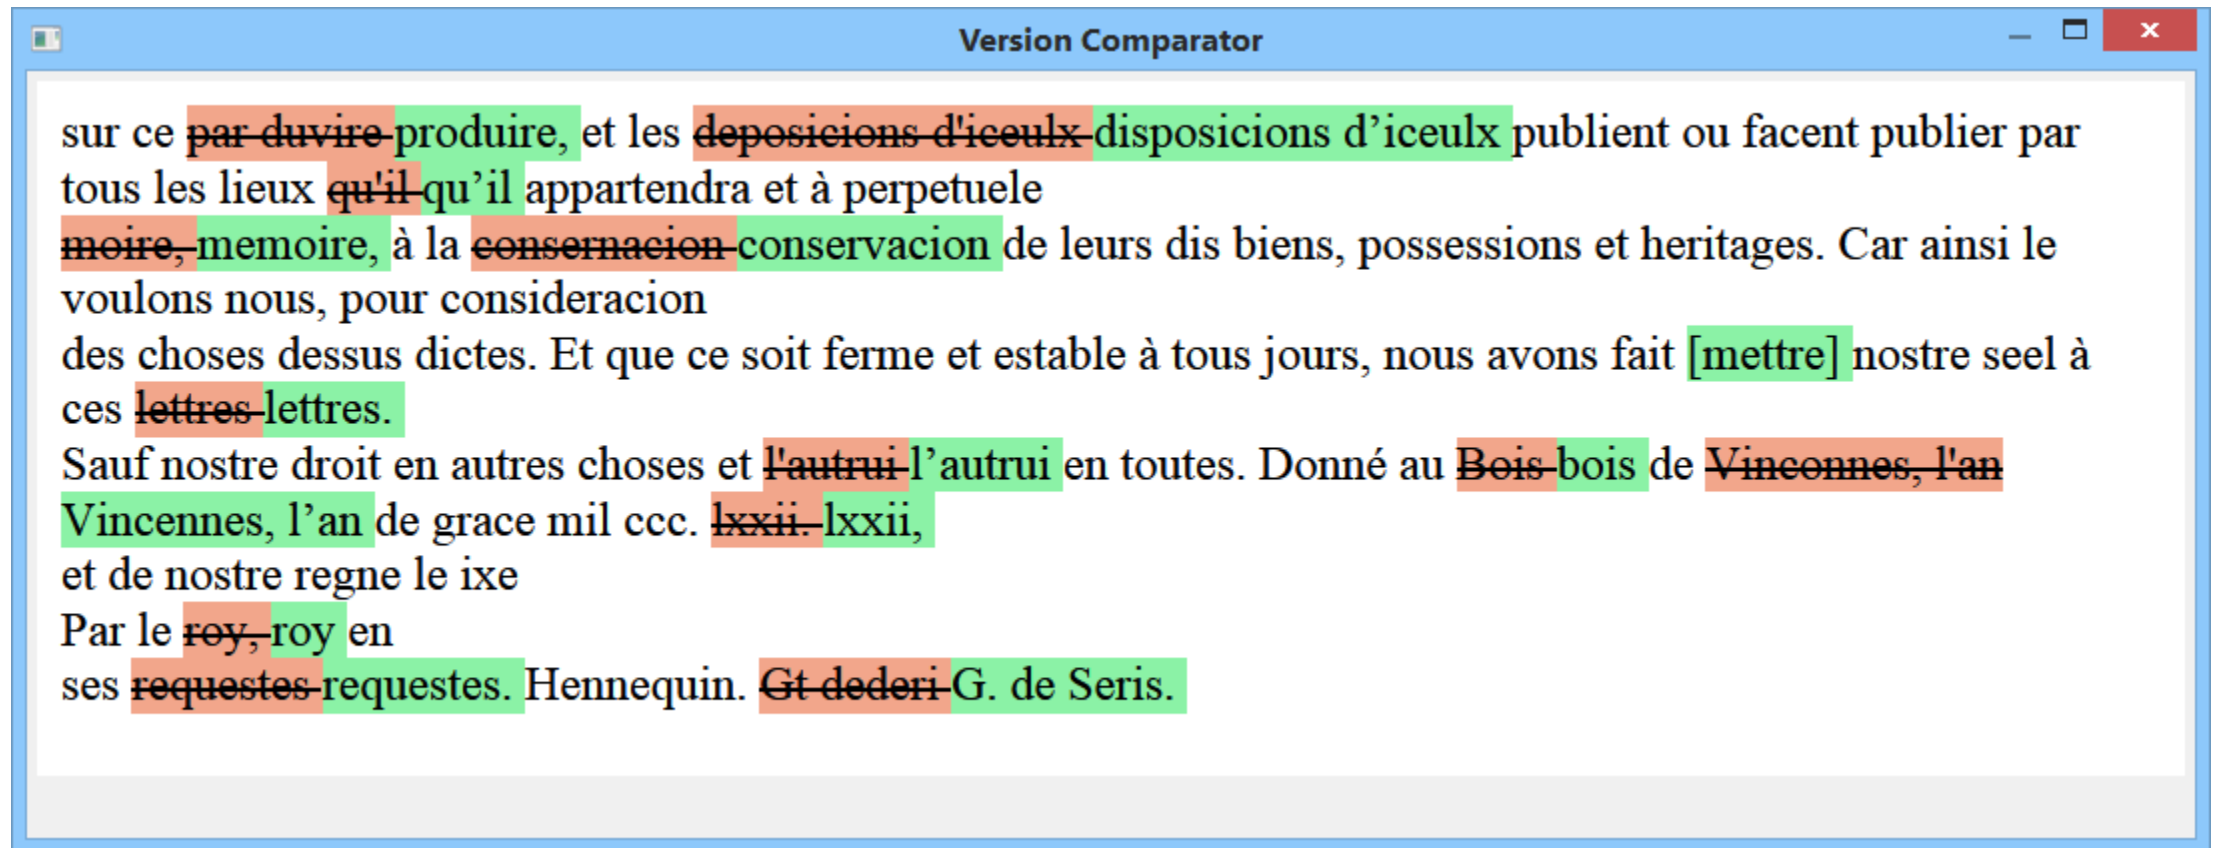 Version Comparator
sur ce par duvire produire, et les deposicions d'iceulx disposicions d’iceulx publient ou facent publier par
tous les lieux qu'il qu’il appartendra et à perpetuele
moire, memoire, à la consernacion conservacion de leurs dis biens, possessions et heritages. Car ainsi le
voulons nous, pour consideracion
des choses dessus dictes. Et que ce soit ferme et estable à tous jours, nous avons fait [mettre] nostre seel à
ces lettres lettres.
Sauf nostre droit en autres choses et l'autrui l’autrui en toutes. Donné au Bois bois de Vinconnes, l'an
Vincennes, l’an de grace mil ccc. lxxii. lxxii,
et de nostre regne le ixe
Par le roy, roy en
ses requestes requestes. Hennequin. Gt dederi G. de Seris.